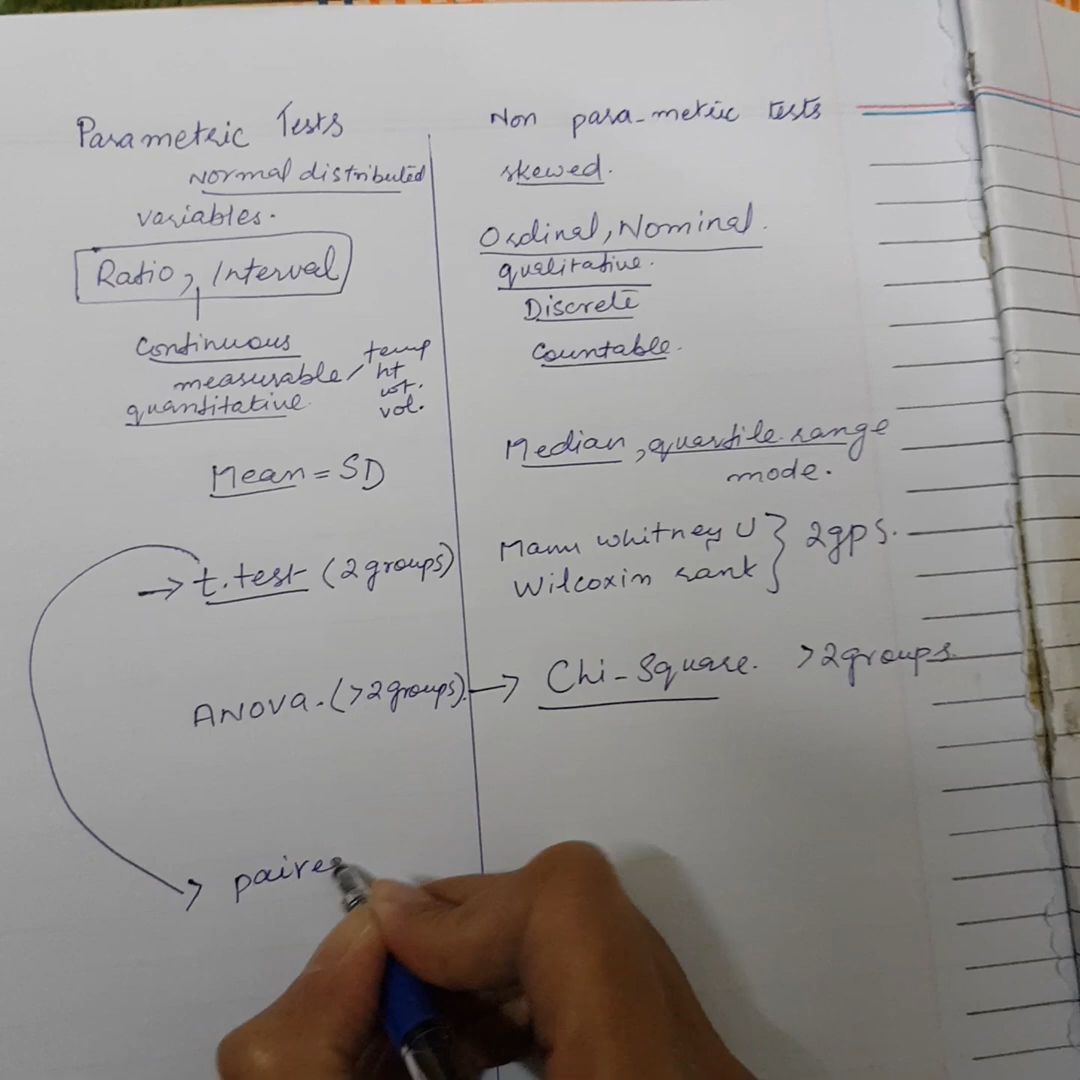 Parametric Tests
Normal distributed
variables.
Ratio, Interval
Continuous
measurable / temp
ht
wt.
vol.
quantitative
Mean = SD
→ t.test (2 groups)
ANOVA. (>2 groups).
→ paire
Non para-metric tests
skewed.
Ordinal, Nominal.
qualitative.
Discrete
Countable.
Median, quartile range
mode.
Mann whitney U } 2gps.
Wilcoxin rank
→ Chi-Square. >2groups.